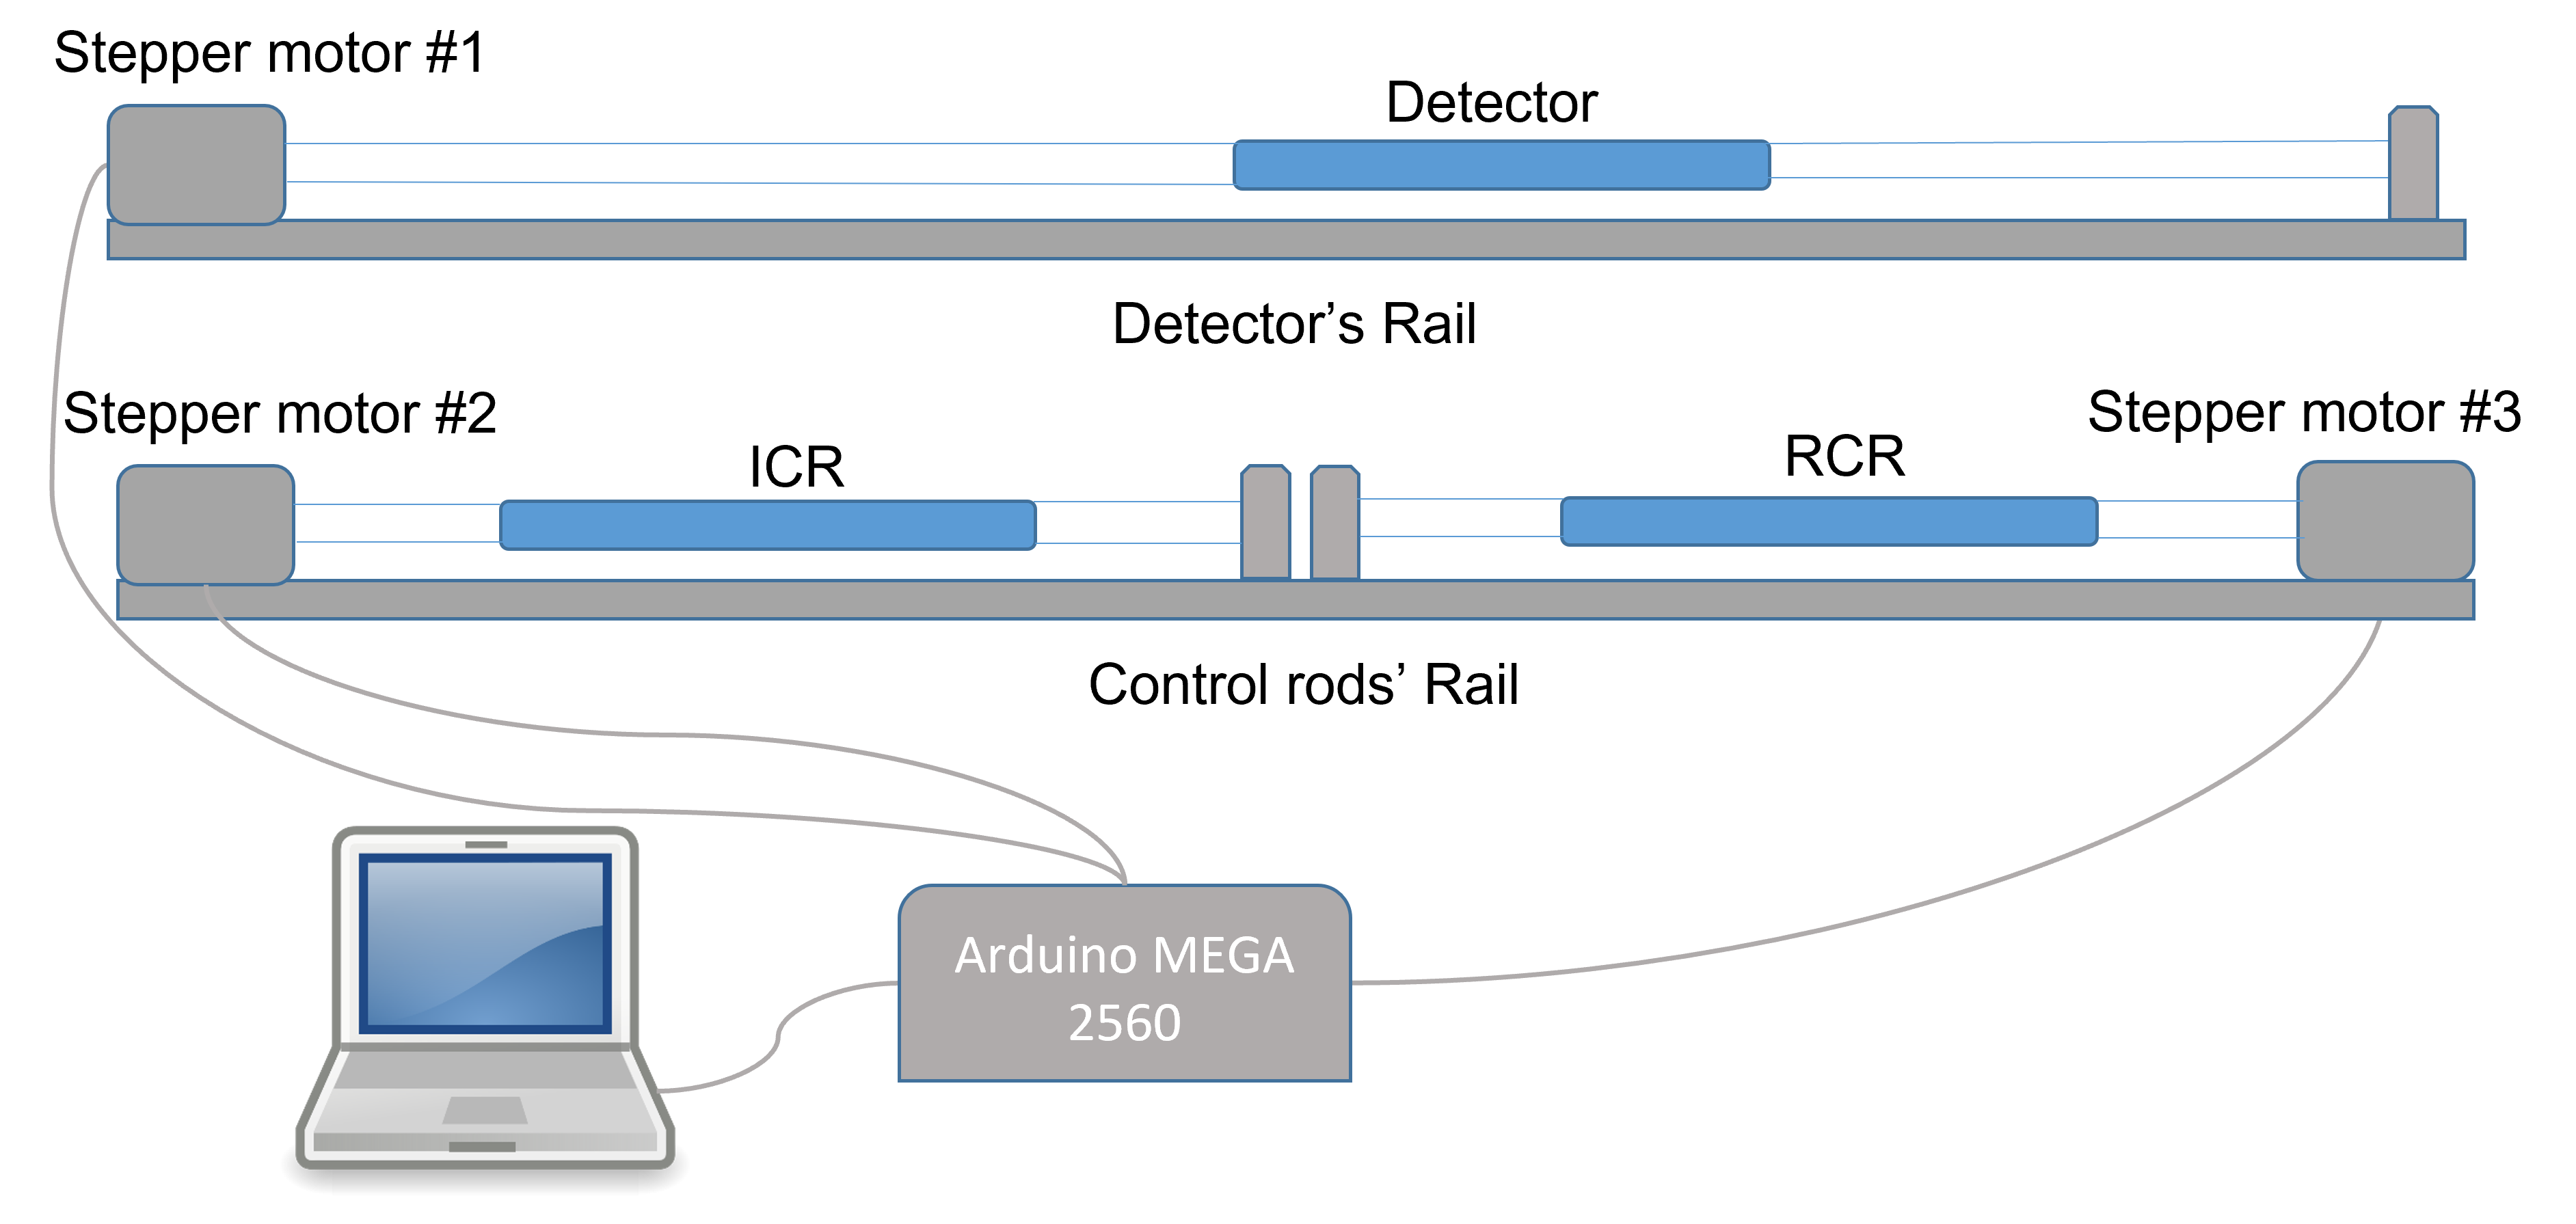 Stepper motor #1
Detector
Detector’s Rail
Stepper motor #2
Stepper motor #3
ICR
RCR
Control rods’ Rail
Arduino MEGA
2560